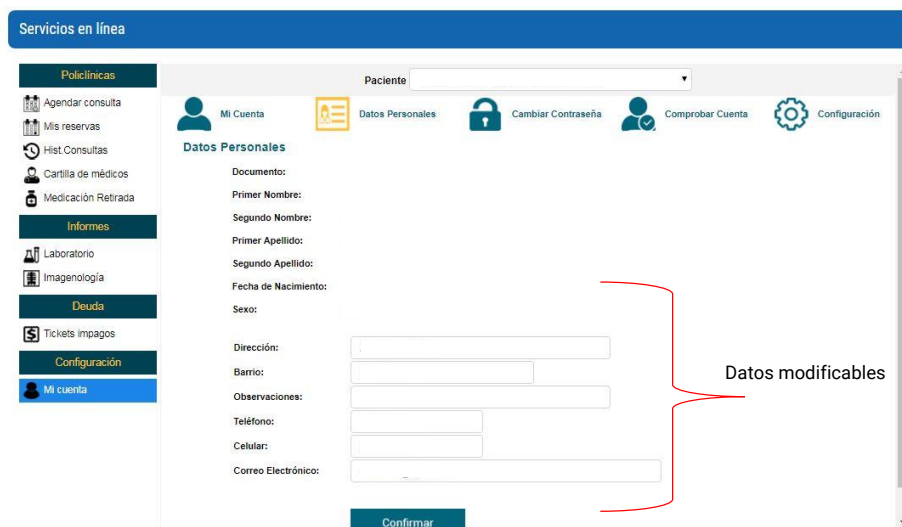 Servicios en línea
Policlínicas
Agendar consulta
Mis reservas
Hist.Consultas
Cartilla de médicos
Medicación Retirada
Informes
Laboratorio
Imagenología
Deuda
Tickets impagos
Configuración
Mi cuenta
Paciente
Mi Cuenta
Datos Personales
Cambiar Contraseña
Comprobar Cuenta
Configuración
Datos Personales
Documento:
Primer Nombre:
Segundo Nombre:
Primer Apellido:
Segundo Apellido:
Fecha de Nacimiento:
Sexo:
Dirección:
Barrio:
Observaciones:
Teléfono:
Celular:
Correo Electrónico:
Confirmar
Datos modificables